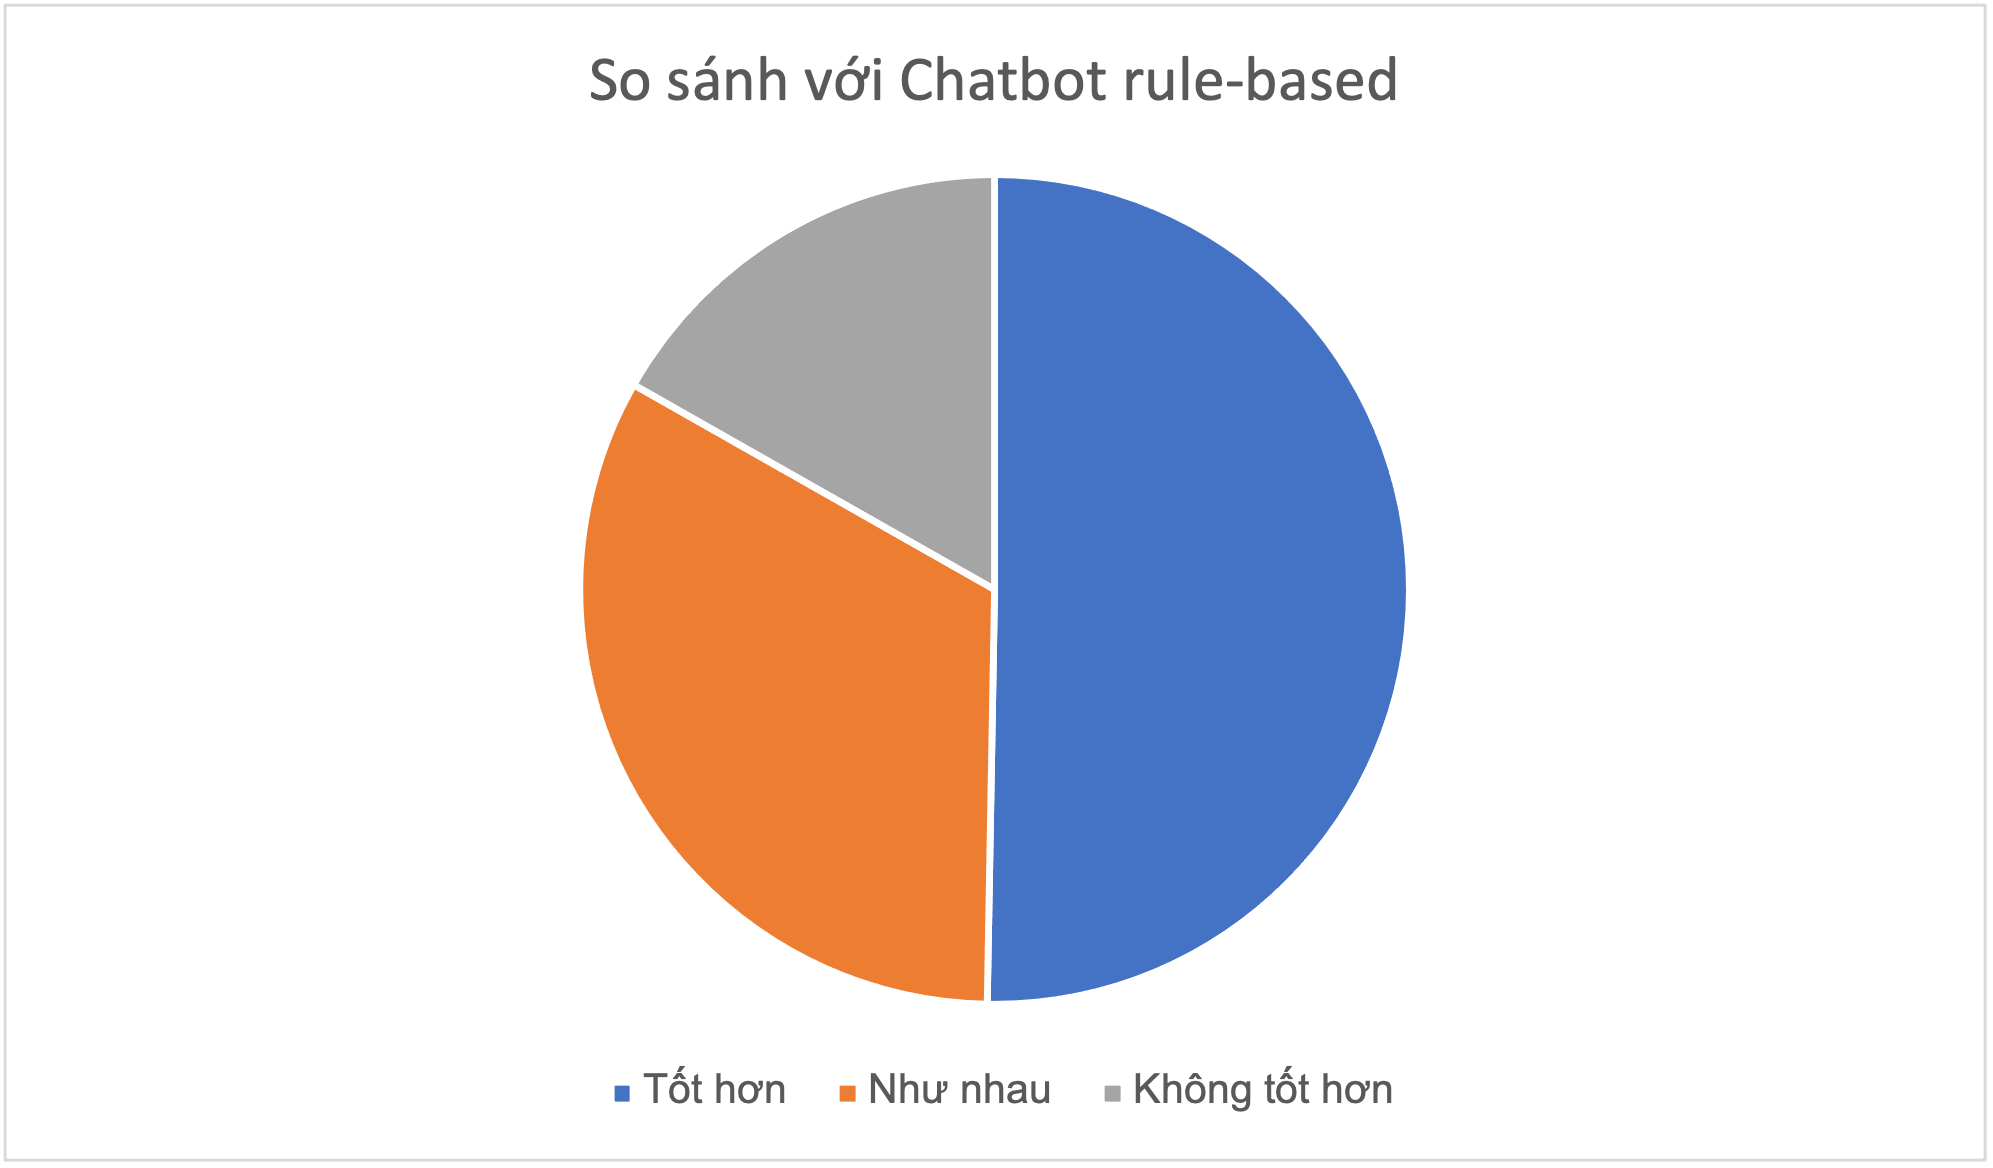 So sánh với Chatbot rule-based
Tốt hơn Như nhau Không tốt hơn